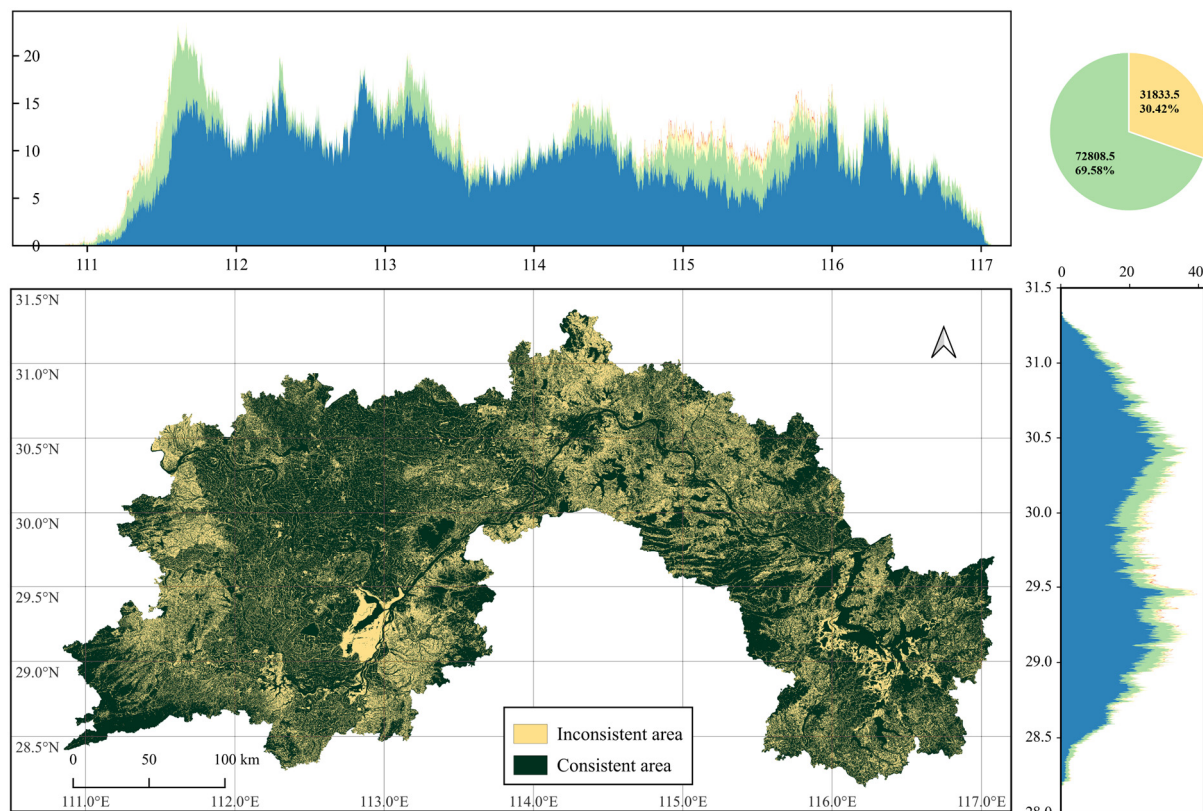 20
15
10
5
0
111
112
113
114
115
116
117
31833.5
30.42%
72808.5
69.58%
0
20
40
31.5
31.0
30.5
30.0
29.5
29.0
28.5
28.0
31.5°N
31.0°N
30.5°N
30.0°N
29.5°N
29.0°N
28.5°N
Inconsistent area
Consistent area
0
50
100 km
111.0°E
112.0°E
113.0°E
114.0°E
115.0°E
116.0°E
117.0°E